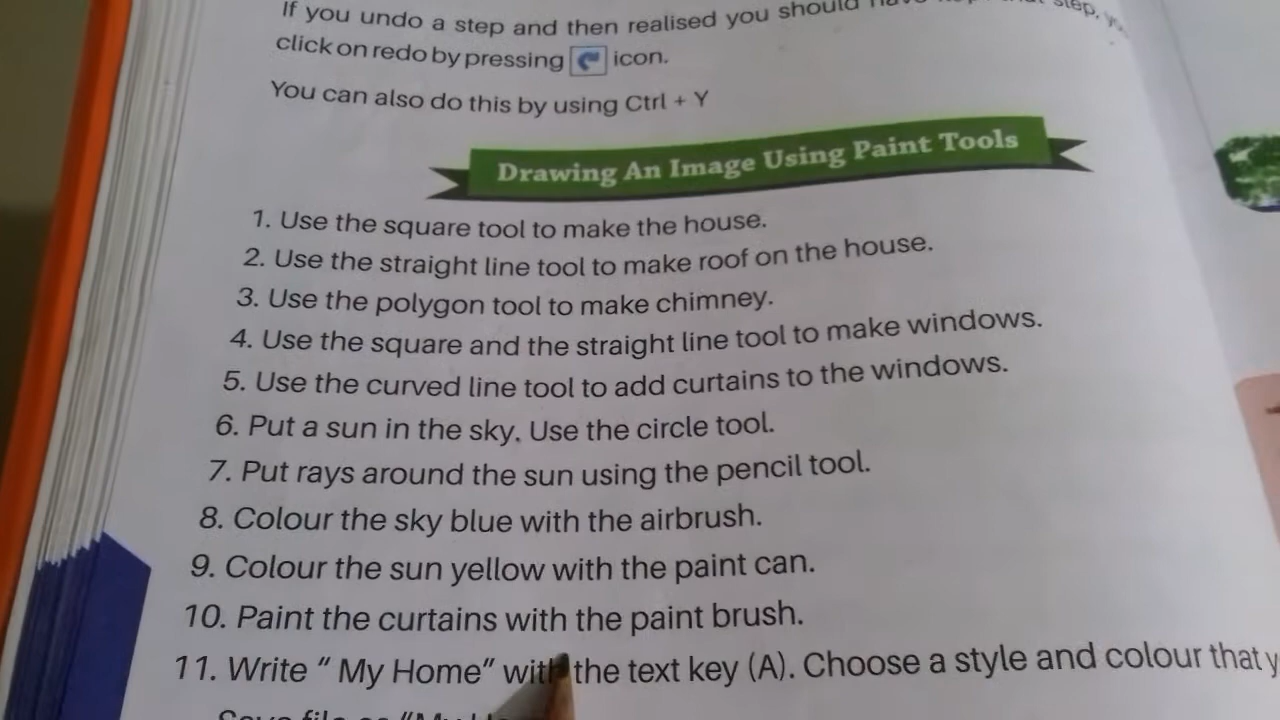 If you undo a step and then realised you should have step,
click on redo by pressing icon.
You can also do this by using Ctrl + Y
Drawing An Image Using Paint Tools
1. Use the square tool to make the house.
2. Use the straight line tool to make roof on the house.
3. Use the polygon tool to make chimney.
4. Use the square and the straight line tool to make windows.
5. Use the curved line tool to add curtains to the windows.
6. Put a sun in the sky. Use the circle tool.
7. Put rays around the sun using the pencil tool.
8. Colour the sky blue with the airbrush.
9. Colour the sun yellow with the paint can.
10. Paint the curtains with the paint brush.
11. Write “ My Home” with the text key (A). Choose a style and colour that
Save file as “My